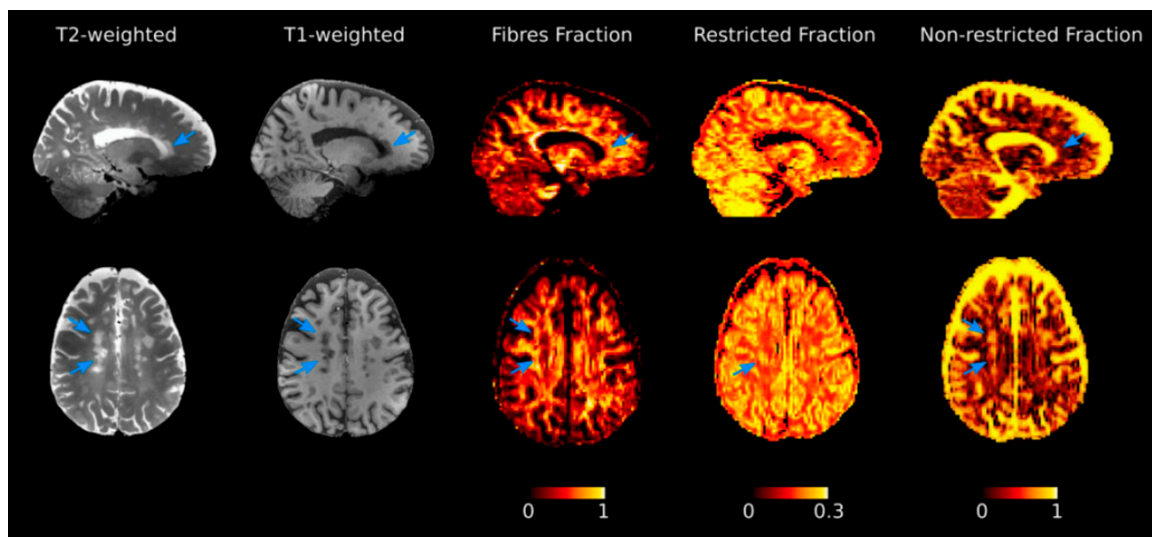 T2-weighted
T1-weighted
Fibres Fraction
Restricted Fraction
Non-restricted Fraction
0 1
0 0.3
0 1